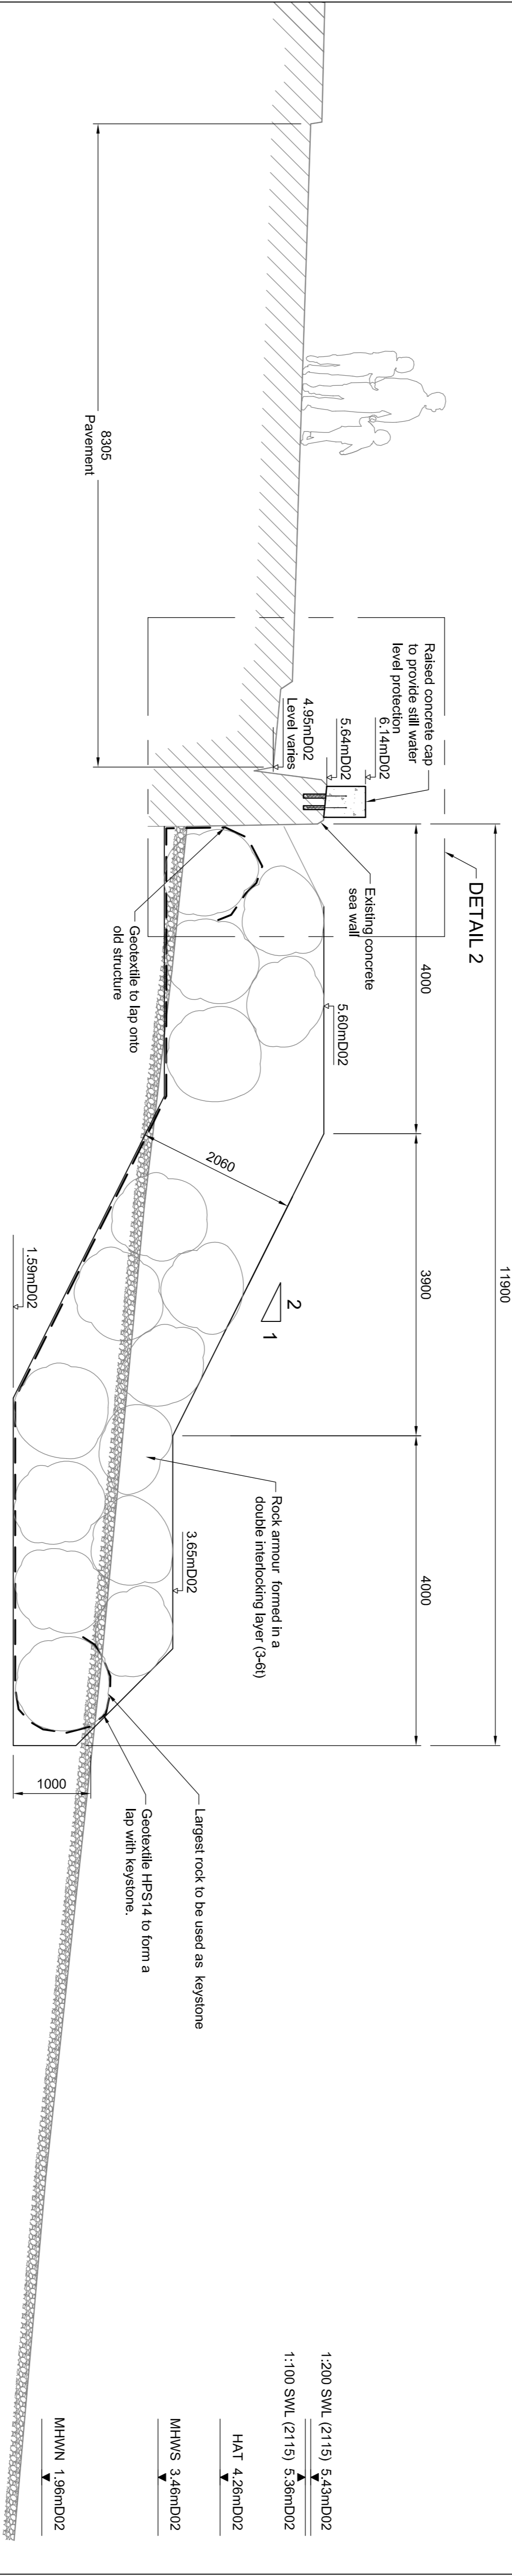 11900
4000
3900
4000
DETAIL 2
Raised concrete cap
to provide still water
level protection
6.14mD02
5.64mD02
4.95mD02
Level varies
Existing concrete
sea wall
5.60mD02
8305
Pavement
Geotextile to lap onto
old structure
2060
2
1
1.59mD02
Rock armour formed in a
double interlocking layer (3-6t)
3.65mD02
Largest rock to be used as keystone
Geotextile HPS14 to form a
lap with keystone.
1000
1:200 SWL (2115) 5.43mD02
1:100 SWL (2115) 5.36mD02
HAT 4.26mD02
MHWS 3.46mD02
MHWN 1.96mD02